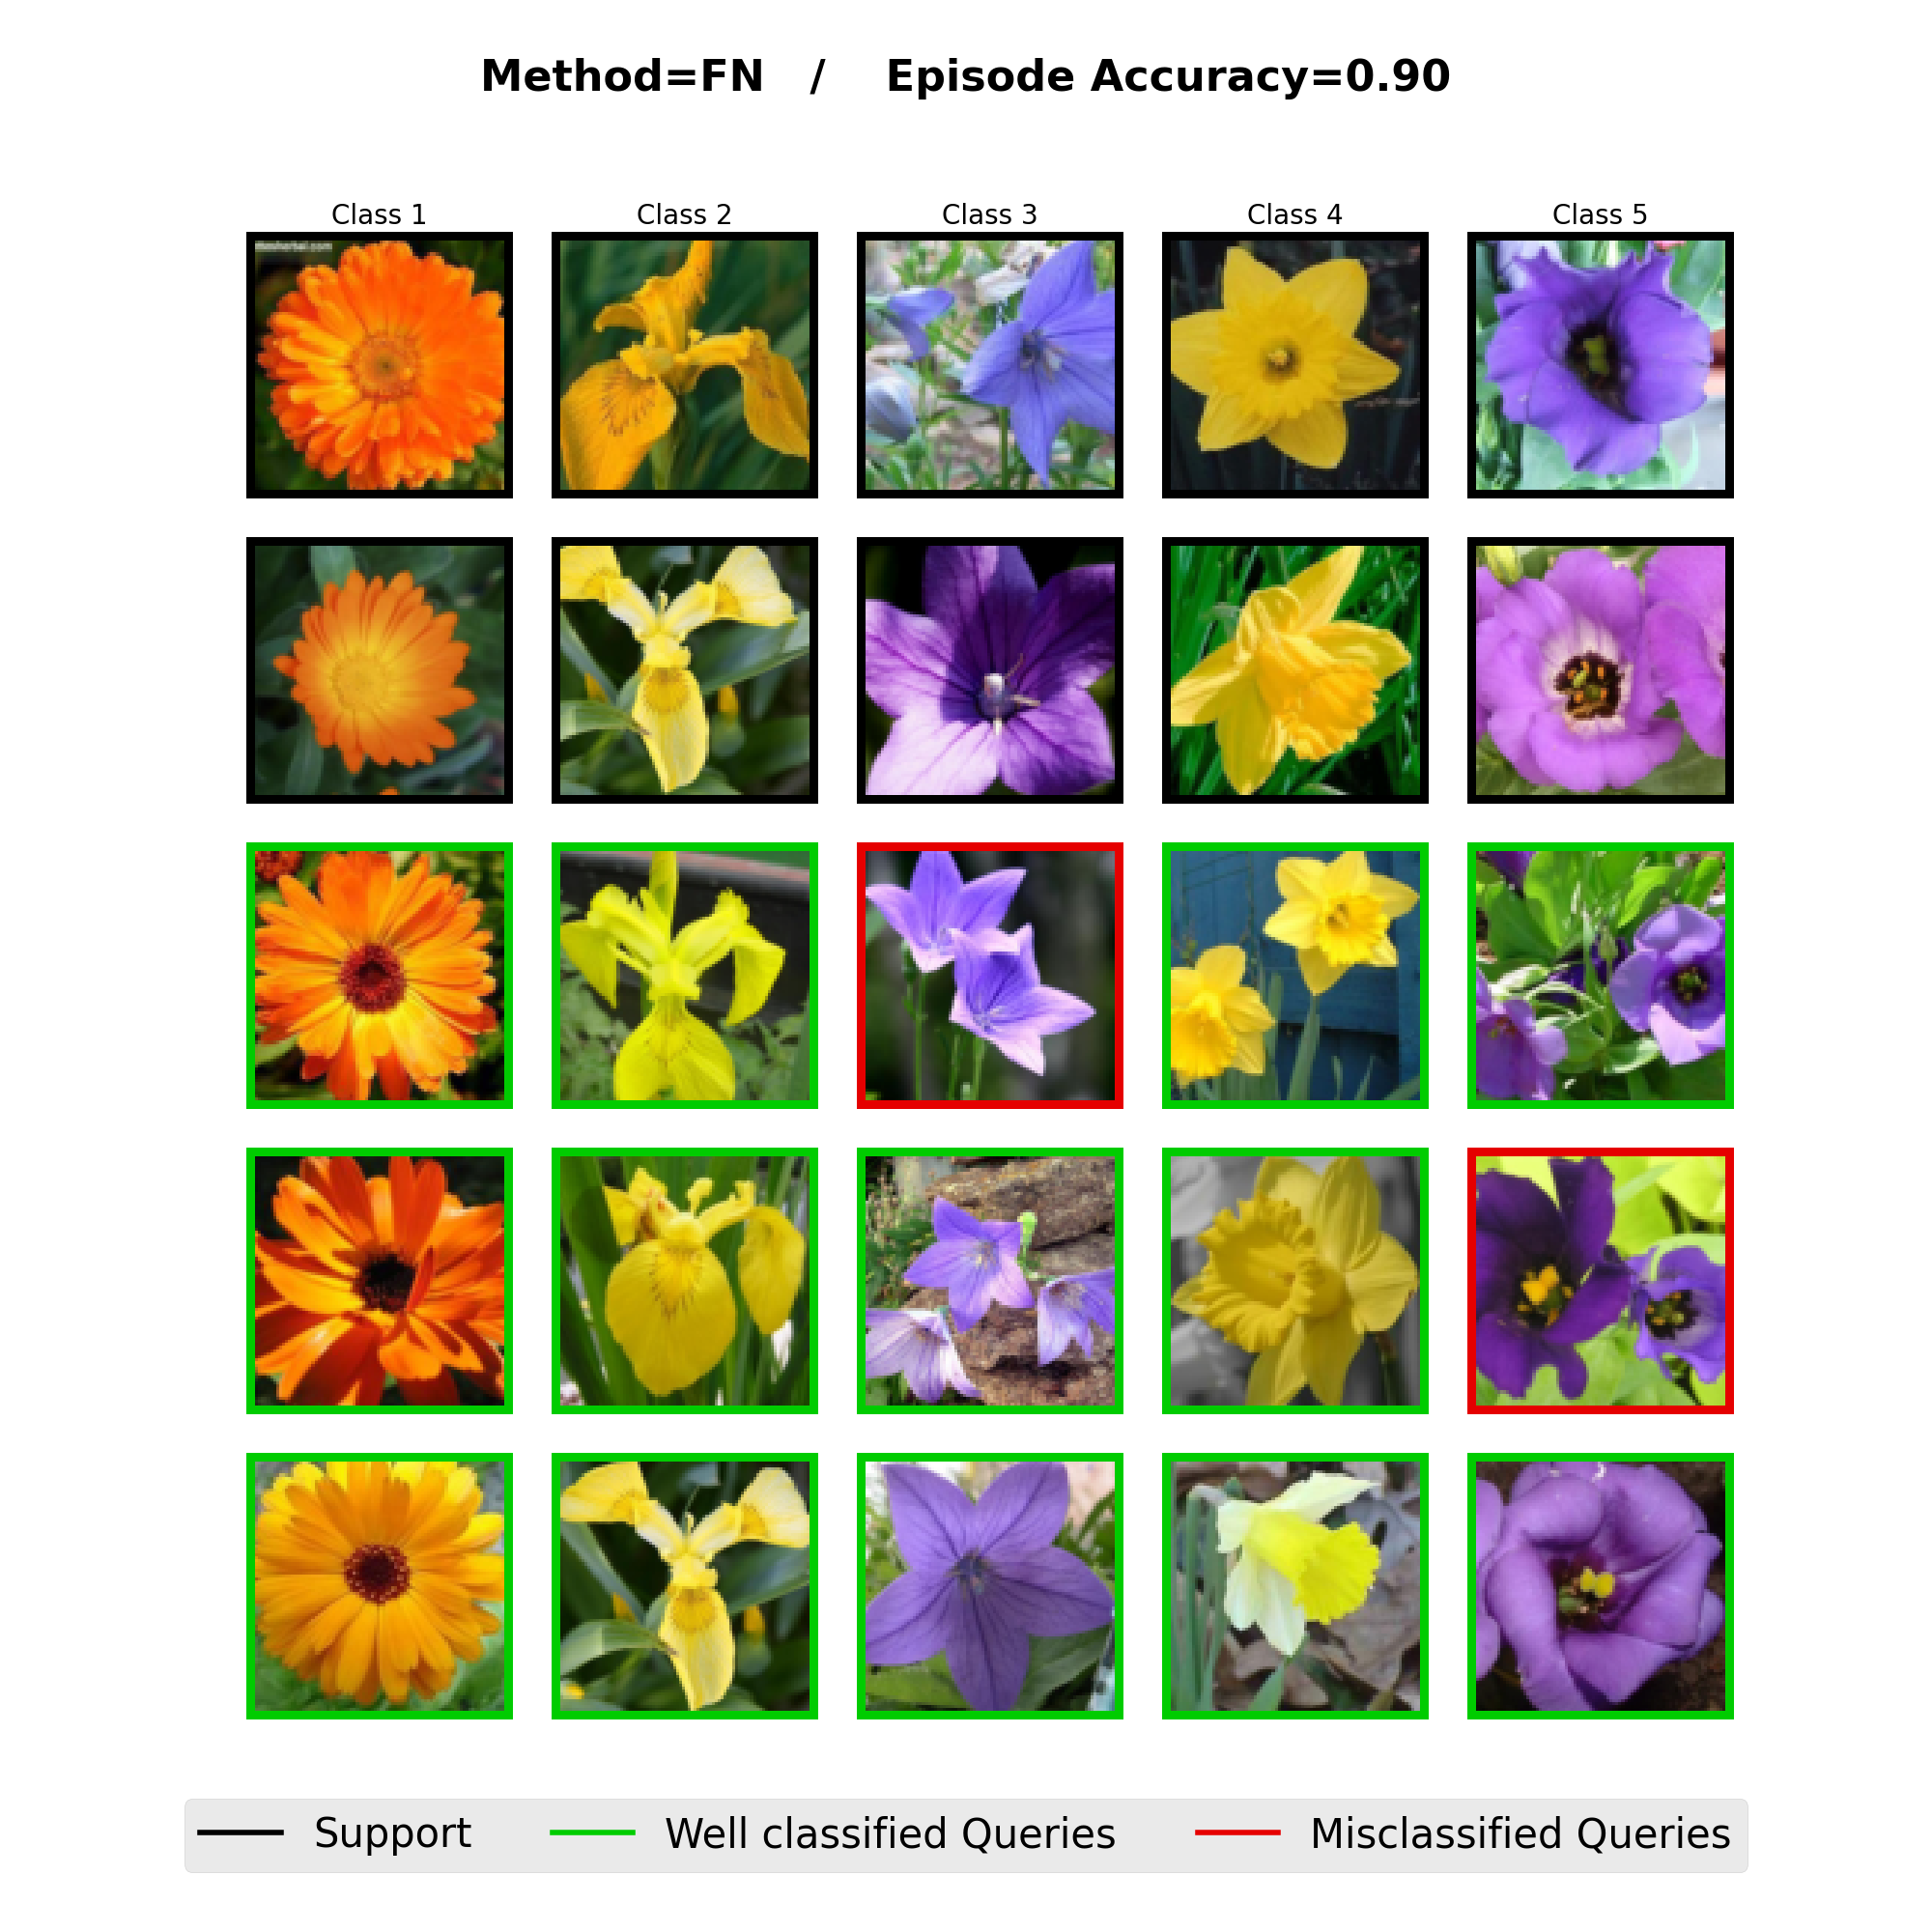 Method=FN / Episode Accuracy=0.90
Class 1 Class 2 Class 3 Class 4 Class 5
Support Well classified Queries Misclassified Queries